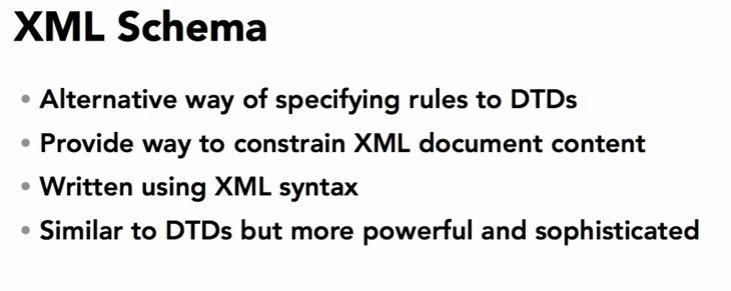 XML Schema
• Alternative way of specifying rules to DTDs
• Provide way to constrain XML document content
• Written using XML syntax
• Similar to DTDs but more powerful and sophisticated